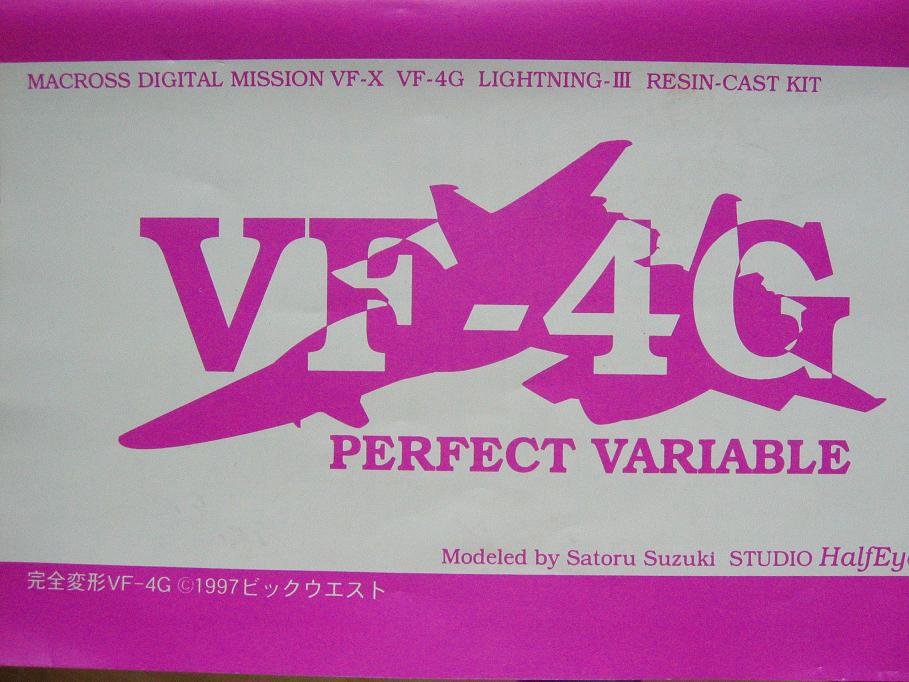 MACROSS DIGITAL MISSION VF-X VF-4G LIGHTNING-III RESIN-CAST KIT
VF-4G
PERFECT VARIABLE
Modeled by Satoru Suzuki STUDIO HalfEy
完全変形VF-4G ©1997ビックウエスト